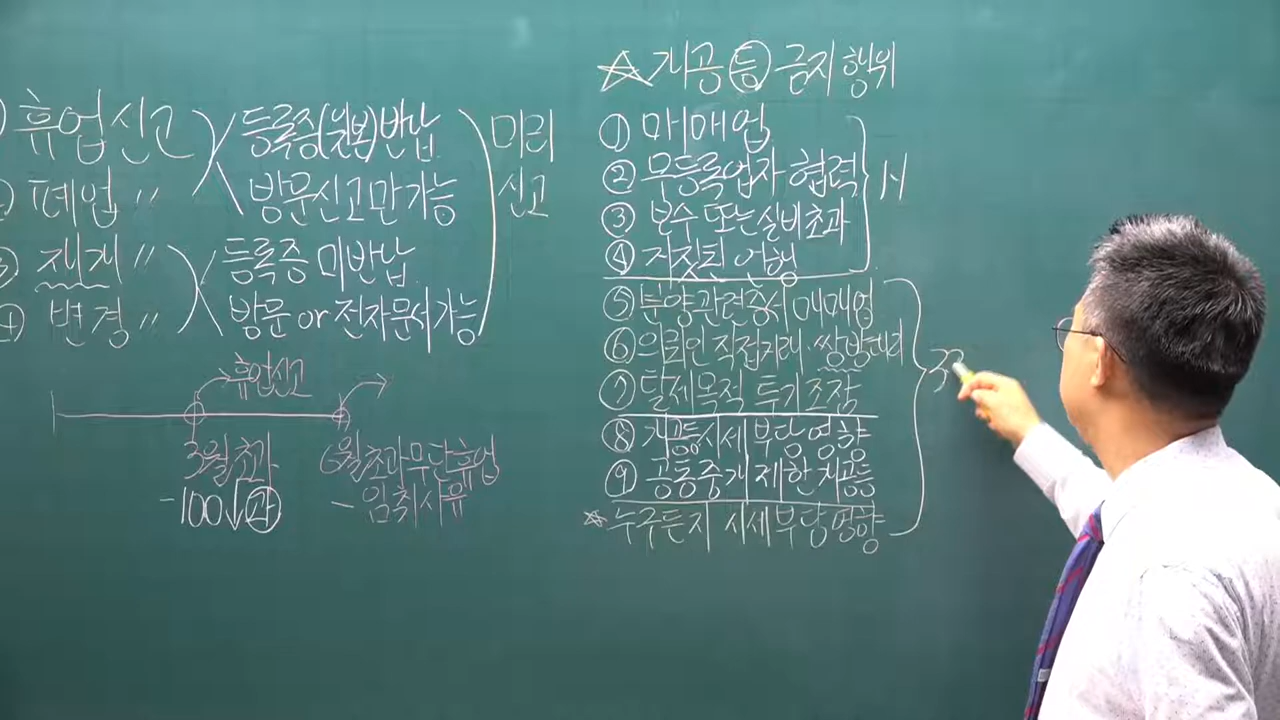 휴업신고 등록증(원본)반납 미리
폐업 〃 방문신고만 가능 신고
③ 재개 〃 등록증 미반납
④ 변경 〃 방문 or 전자문서가능
휴업신고
3월초과 6월초과무단휴업
-100↓과 - 임취사유
☆ 개공등 금지행위
① 매매업
② 무등록업자 협력
③ 보수 또는 실비초과
④ 거짓된 언행
⑤ 분양관련증서 매매업
⑥ 의뢰인 직접거래·쌍방대리
⑦ 탈세목적 투기조장
⑧ 개공등시세 부당영향
⑨ 공동중개 제한 개공등
☆ 누구든지 시세부당영향
33